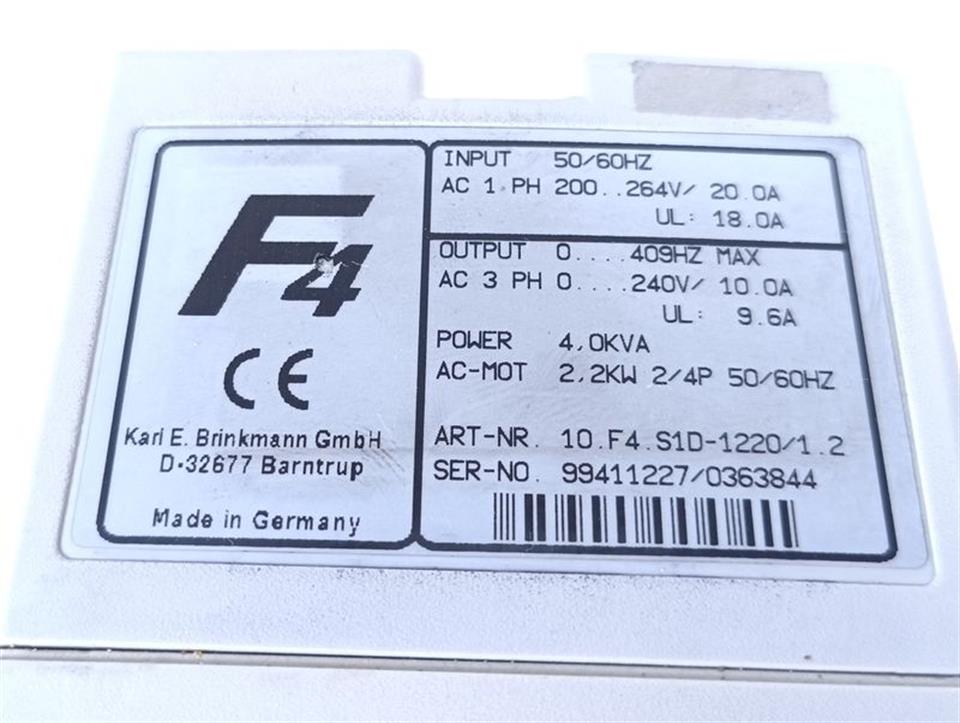 F4
CE
Karl E. Brinkmann GmbH
D-32677 Barntrup
Made in Germany
INPUT 50/60HZ
AC 1 PH 200..264V/ 20.0A
UL: 18.0A
OUTPUT 0....409HZ MAX
AC 3 PH 0....240V/ 10.0A
UL: 9.6A
POWER 4,0KVA
AC-MOT 2,2KW 2/4P 50/60HZ
ART-NR. 10.F4.S1D-1220/1.2
SER-NO. 99411227/0363844